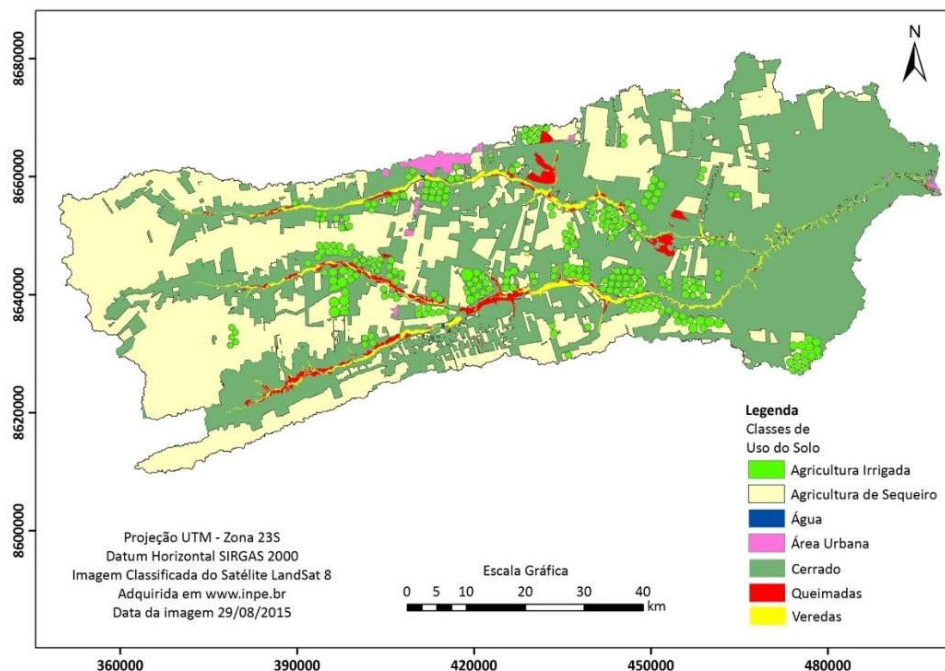 N
8680000
8660000
8640000
8620000
8600000
Legenda
Classes de
Uso do Solo
Agricultura Irrigada
Agricultura de Sequeiro
Água
Área Urbana
Cerrado
Queimadas
Veredas
Projeção UTM - Zona 23S
Datum Horizontal SIRGAS 2000
Imagem Classificada do Satélite LandSat 8
Adquirida em www.inpe.br
Data da imagem 29/08/2015
Escala Gráfica
0 5 10 20 30 40
km
360000 390000 420000 450000 480000